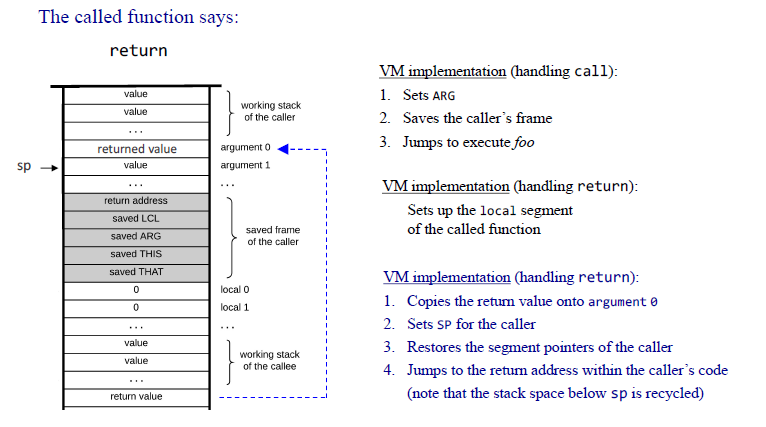 The called function says:
return
value
value
...
returned value
value
...
return address
saved LCL
saved ARG
saved THIS
saved THAT
0
0
...
value
value
...
return value
sp
working stack
of the caller
argument 0
argument 1
...
saved frame
of the caller
local 0
local 1
...
working stack
of the callee
VM implementation (handling call):
1. Sets ARG
2. Saves the caller's frame
3. Jumps to execute foo
VM implementation (handling return):
Sets up the local segment
of the called function
VM implementation (handling return):
1. Copies the return value onto argument 0
2. Sets SP for the caller
3. Restores the segment pointers of the caller
4. Jumps to the return address within the caller's code
(note that the stack space below sp is recycled)